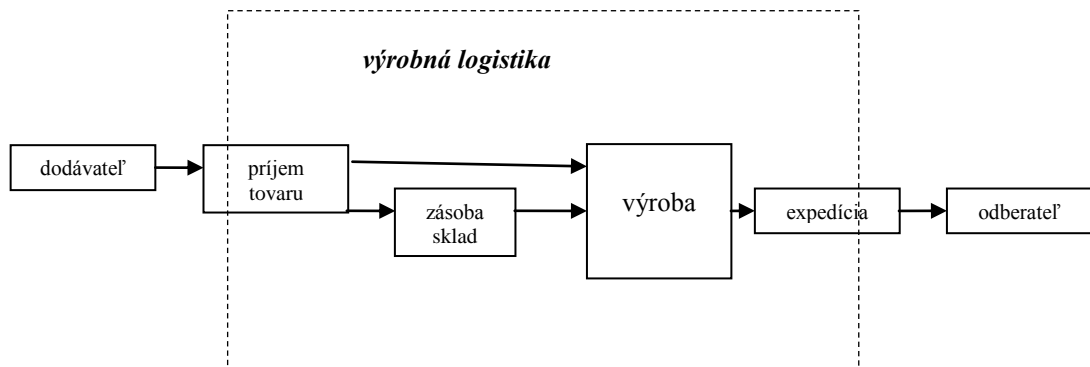 výrobná logistika
dodávateľ
príjem
tovaru
zásoba
sklad
výroba
expedícia
odberateľ